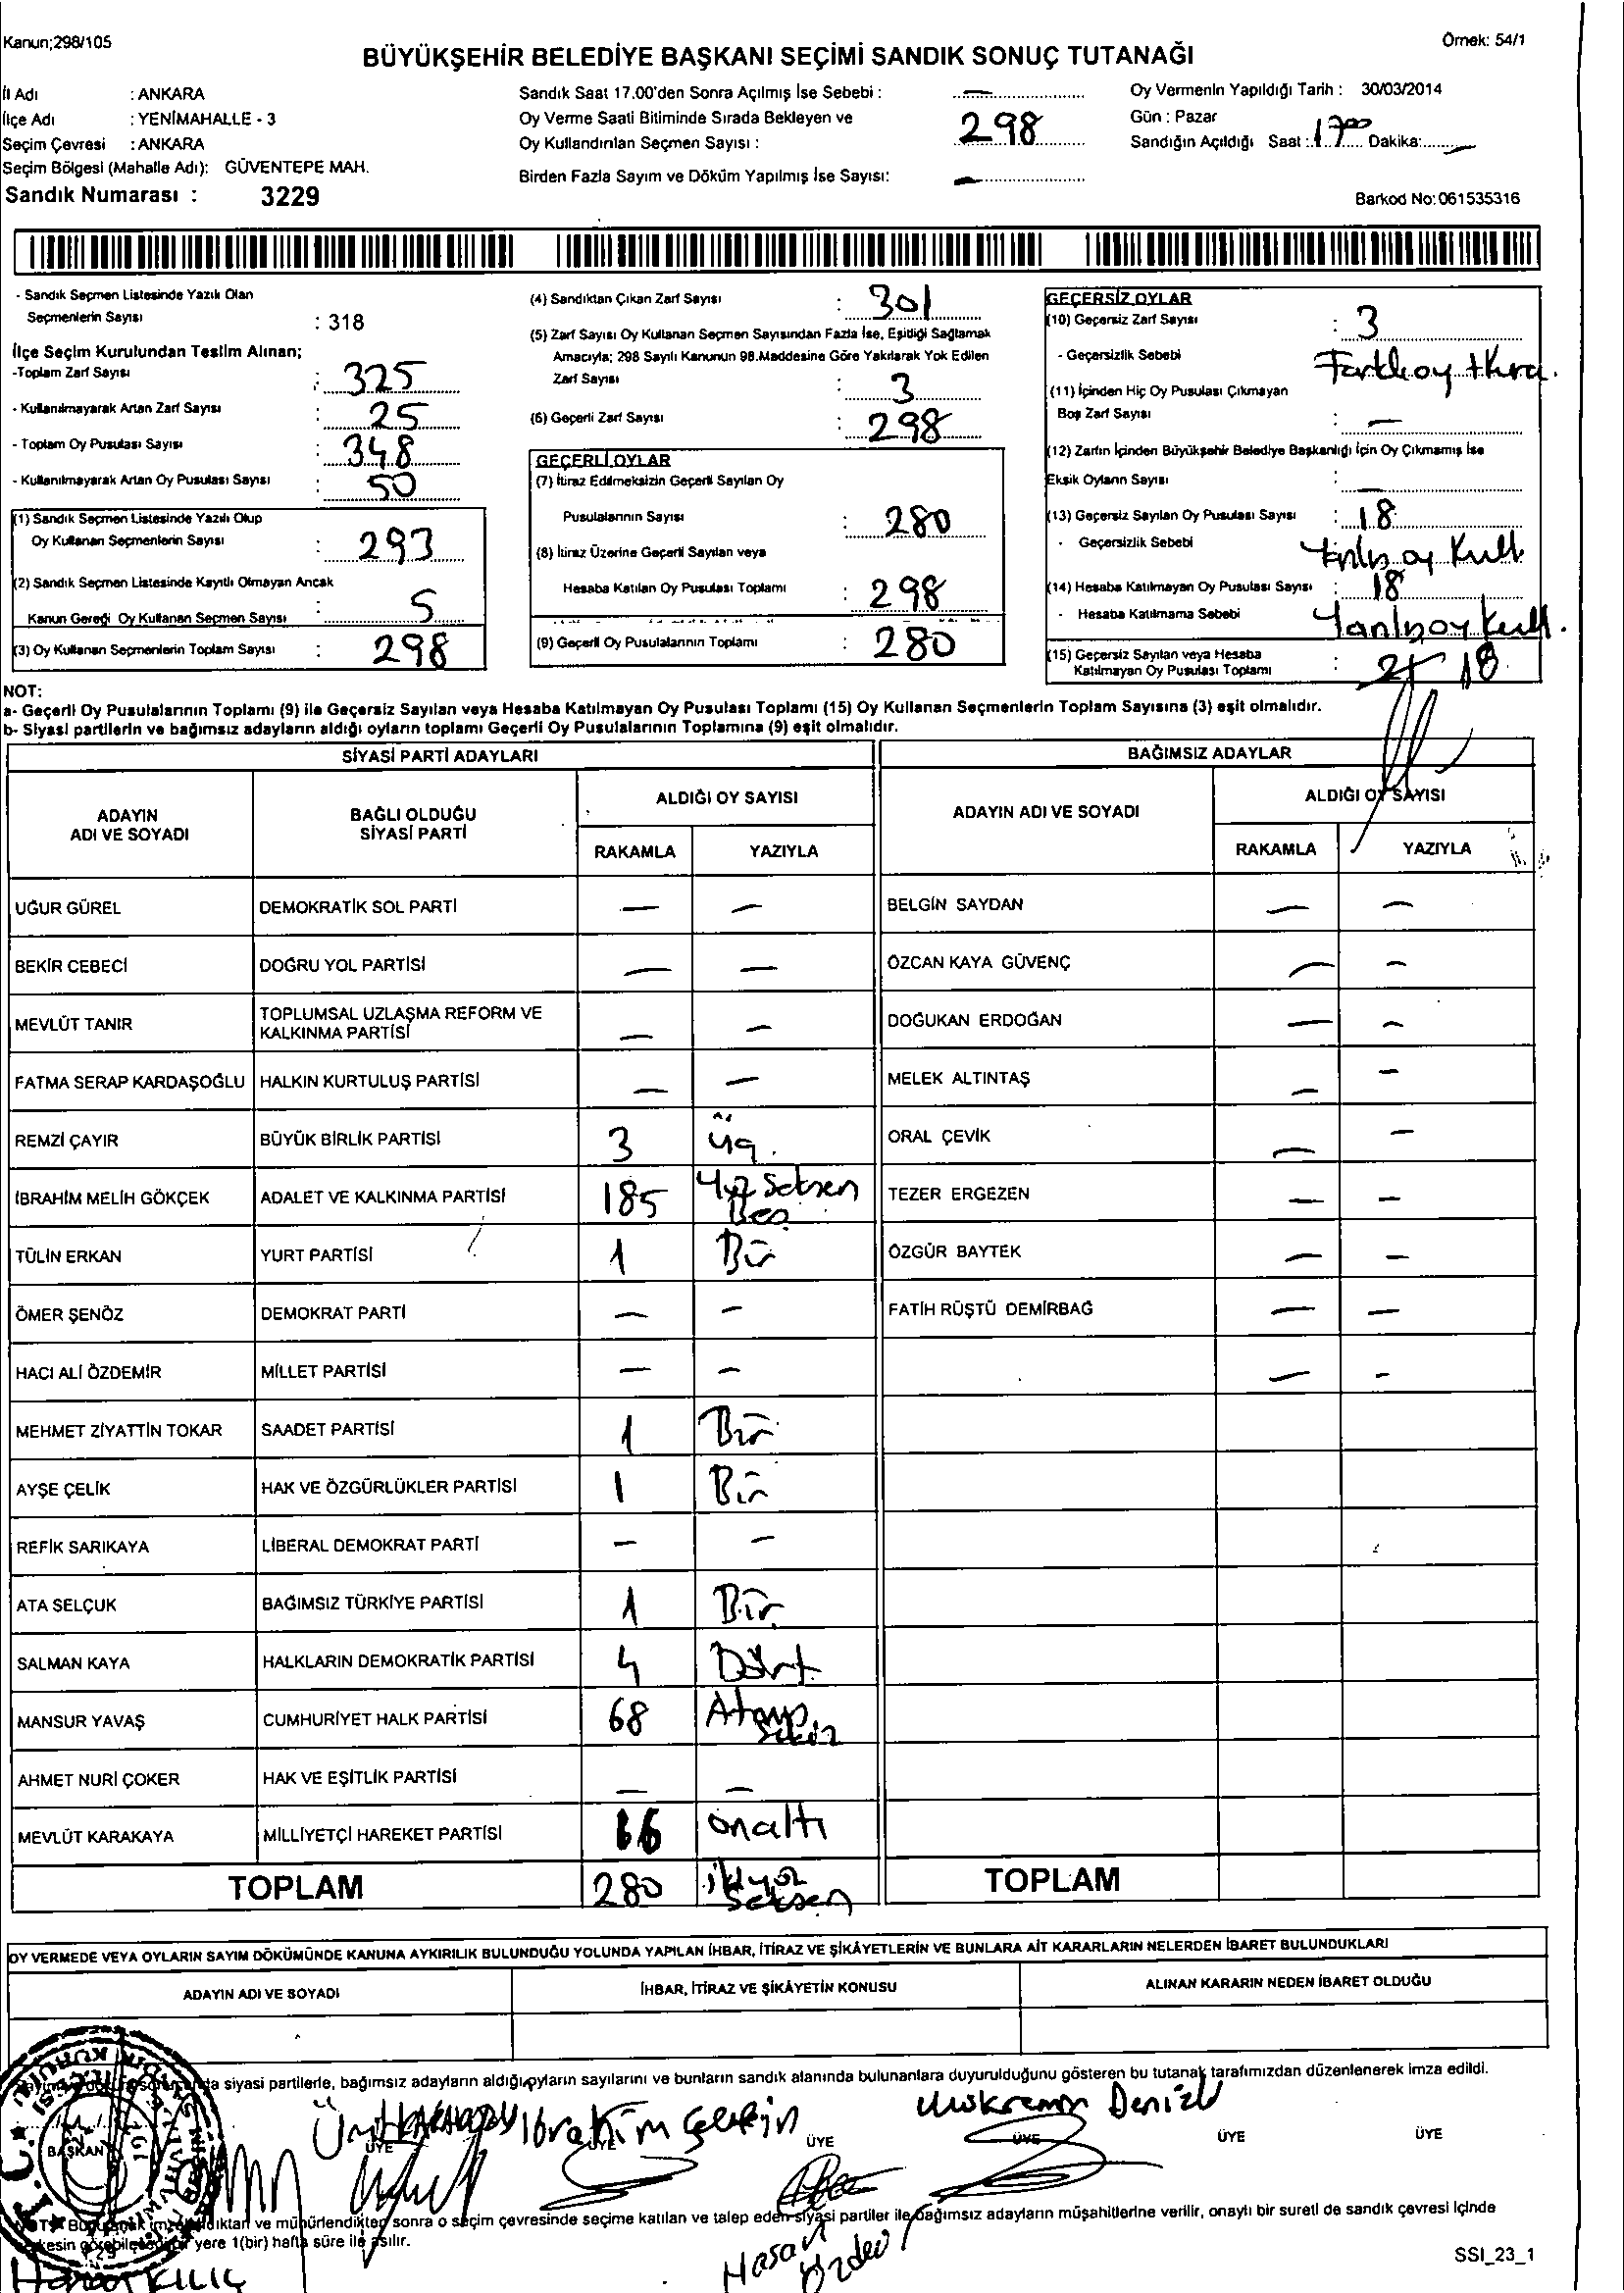 Kanun;298/105
Örnek: 54/1
BÜYÜKŞEHİR BELEDİYE BAŞKANI SEÇİMİ SANDIK SONUÇ TUTANAĞI
İl Adı : ANKARA
İlçe Adı : YENİMAHALLE - 3
Seçim Çevresi : ANKARA
Seçim Bölgesi (Mahalle Adı): GÜVENTEPE MAH.
Sandık Numarası : 3229
Sandık Saat 17.00'den Sonra Açılmış İse Sebebi : —
Oy Verme Saati Bitiminde Sırada Bekleyen ve
Oy Kullandırılan Seçmen Sayısı : 298
Birden Fazla Sayım ve Döküm Yapılmış İse Sayısı: —
Oy Vermenin Yapıldığı Tarih : 30/03/2014
Gün : Pazar
Sandığın Açıldığı Saat : 17⁰⁰ Dakika: —
Barkod No:061535316
- Sandık Seçmen Listesinde Yazılı Olan
Seçmenlerin Sayısı : 318
İlçe Seçim Kurulundan Teslim Alınan;
-Toplam Zarf Sayısı : 325
- Kullanılmayarak Artan Zarf Sayısı : 25
- Toplam Oy Pusulası Sayısı : 348
- Kullanılmayarak Artan Oy Pusulası Sayısı : 50
(1) Sandık Seçmen Listesinde Yazılı Olup
Oy Kullanan Seçmenlerin Sayısı : 293
(2) Sandık Seçmen Listesinde Kayıtlı Olmayan Ancak
Kanun Gereği Oy Kullanan Seçmen Sayısı : 5
(3) Oy Kullanan Seçmenlerin Toplam Sayısı : 298
(4) Sandıktan Çıkan Zarf Sayısı : 301
(5) Zarf Sayısı Oy Kullanan Seçmen Sayısından Fazla İse, Eşitliği Sağlamak
Amacıyla; 298 Sayılı Kanunun 98.Maddesine Göre Yakılarak Yok Edilen
Zarf Sayısı : 3
(6) Geçerli Zarf Sayısı : 298
GEÇERLİ OYLAR
(7) İtiraz Edilmeksizin Geçerli Sayılan Oy
Pusulalarının Sayısı : 280
(8) İtiraz Üzerine Geçerli Sayılan veya
Hesaba Katılan Oy Pusulası Toplamı : 298
(9) Geçerli Oy Pusulalarının Toplamı : 280
GEÇERSİZ OYLAR
(10) Geçersiz Zarf Sayısı : 3
- Geçersizlik Sebebi
(11) İçinden Hiç Oy Pusulası Çıkmayan
Boş Zarf Sayısı : —
(12) Zarfın İçinden Büyükşehir Belediye Başkanlığı İçin Oy Çıkmamış İse
Eksik Oyların Sayısı : —
(13) Geçersiz Sayılan Oy Pusulası Sayısı : 18
- Geçersizlik Sebebi Yanlış oy Kull.
(14) Hesaba Katılmayan Oy Pusulası Sayısı : 18
- Hesaba Katılmama Sebebi Yanlış oy Kull.
(15) Geçersiz Sayılan veya Hesaba
Katılmayan Oy Pusulası Toplamı : 18
NOT:
a- Geçerli Oy Pusulalarının Toplamı (9) ile Geçersiz Sayılan veya Hesaba Katılmayan Oy Pusulası Toplamı (15) Oy Kullanan Seçmenlerin Toplam Sayısına (3) eşit olmalıdır.
b- Siyasi partilerin ve bağımsız adayların aldığı oyların toplamı Geçerli Oy Pusulalarının Toplamına (9) eşit olmalıdır.
SİYASİ PARTİ ADAYLARI BAĞIMSIZ ADAYLAR
ADAYIN ADI VE SOYADI BAĞLI OLDUĞU SİYASİ PARTİ ALDIĞI OY SAYISI ADAYIN ADI VE SOYADI ALDIĞI OY SAYISI
RAKAMLA YAZIYLA RAKAMLA YAZIYLA
UĞUR GÜREL DEMOKRATİK SOL PARTİ — — BELGİN SAYDAN — —
BEKİR CEBECİ DOĞRU YOL PARTİSİ — — ÖZCAN KAYA GÜVENÇ — —
MEVLÜT TANIR TOPLUMSAL UZLAŞMA REFORM VE KALKINMA PARTİSİ — — DOĞUKAN ERDOĞAN — —
FATMA SERAP KARDAŞOĞLU HALKIN KURTULUŞ PARTİSİ — — MELEK ALTINTAŞ — —
REMZİ ÇAYIR BÜYÜK BİRLİK PARTİSİ 3 üç. ORAL ÇEVİK — —
İBRAHİM MELİH GÖKÇEK ADALET VE KALKINMA PARTİSİ 185 Yüz Seksen Beş TEZER ERGEZEN — —
TÜLİN ERKAN YURT PARTİSİ 1 Bir ÖZGÜR BAYTEK — —
ÖMER ŞENÖZ DEMOKRAT PARTİ — — FATİH RÜŞTÜ DEMİRBAĞ — —
HACI ALİ ÖZDEMİR MİLLET PARTİSİ — — — —
MEHMET ZİYATTİN TOKAR SAADET PARTİSİ 1 Bir
AYŞE ÇELİK HAK VE ÖZGÜRLÜKLER PARTİSİ 1 Bir
REFİK SARIKAYA LİBERAL DEMOKRAT PARTİ — —
ATA SELÇUK BAĞIMSIZ TÜRKİYE PARTİSİ 1 Bir
SALMAN KAYA HALKLARIN DEMOKRATİK PARTİSİ 4 Dört
MANSUR YAVAŞ CUMHURİYET HALK PARTİSİ 68 Atmış sekiz
AHMET NURİ ÇOKER HAK VE EŞİTLİK PARTİSİ — —
MEVLÜT KARAKAYA MİLLİYETÇİ HAREKET PARTİSİ 16 onaltı
TOPLAM 280 ikiyüz seksen TOPLAM
OY VERMEDE VEYA OYLARIN SAYIM DÖKÜMÜNDE KANUNA AYKIRILIK BULUNDUĞU YOLUNDA YAPILAN İHBAR, İTİRAZ VE ŞİKÂYETLERİN VE BUNLARA AİT KARARLARIN NELERDEN İBARET BULUNDUKLARI
ADAYIN ADI VE SOYADI İHBAR, İTİRAZ VE ŞİKÂYETİN KONUSU ALINAN KARARIN NEDEN İBARET OLDUĞU
siyasi partilerle, bağımsız adayların aldığı oyların sayılarını ve bunların sandık alanında bulunanlara duyurulduğunu gösteren bu tutanak tarafımızdan düzenlenerek imza edildi.
Ümit İbrahim Çelikin Mükremin Denizli
BAŞKAN ÜYE ÜYE ÜYE ÜYE ÜYE ÜYE
ve mühürlendikten sonra o seçim çevresinde seçime katılan ve talep eden siyasi partiler ile bağımsız adayların müşahitlerine verilir, onaylı bir sureti de sandık çevresi içinde
yere 1(bir) hafta süre ile asılır.
Hasan
KILIÇ
SSI_23_1